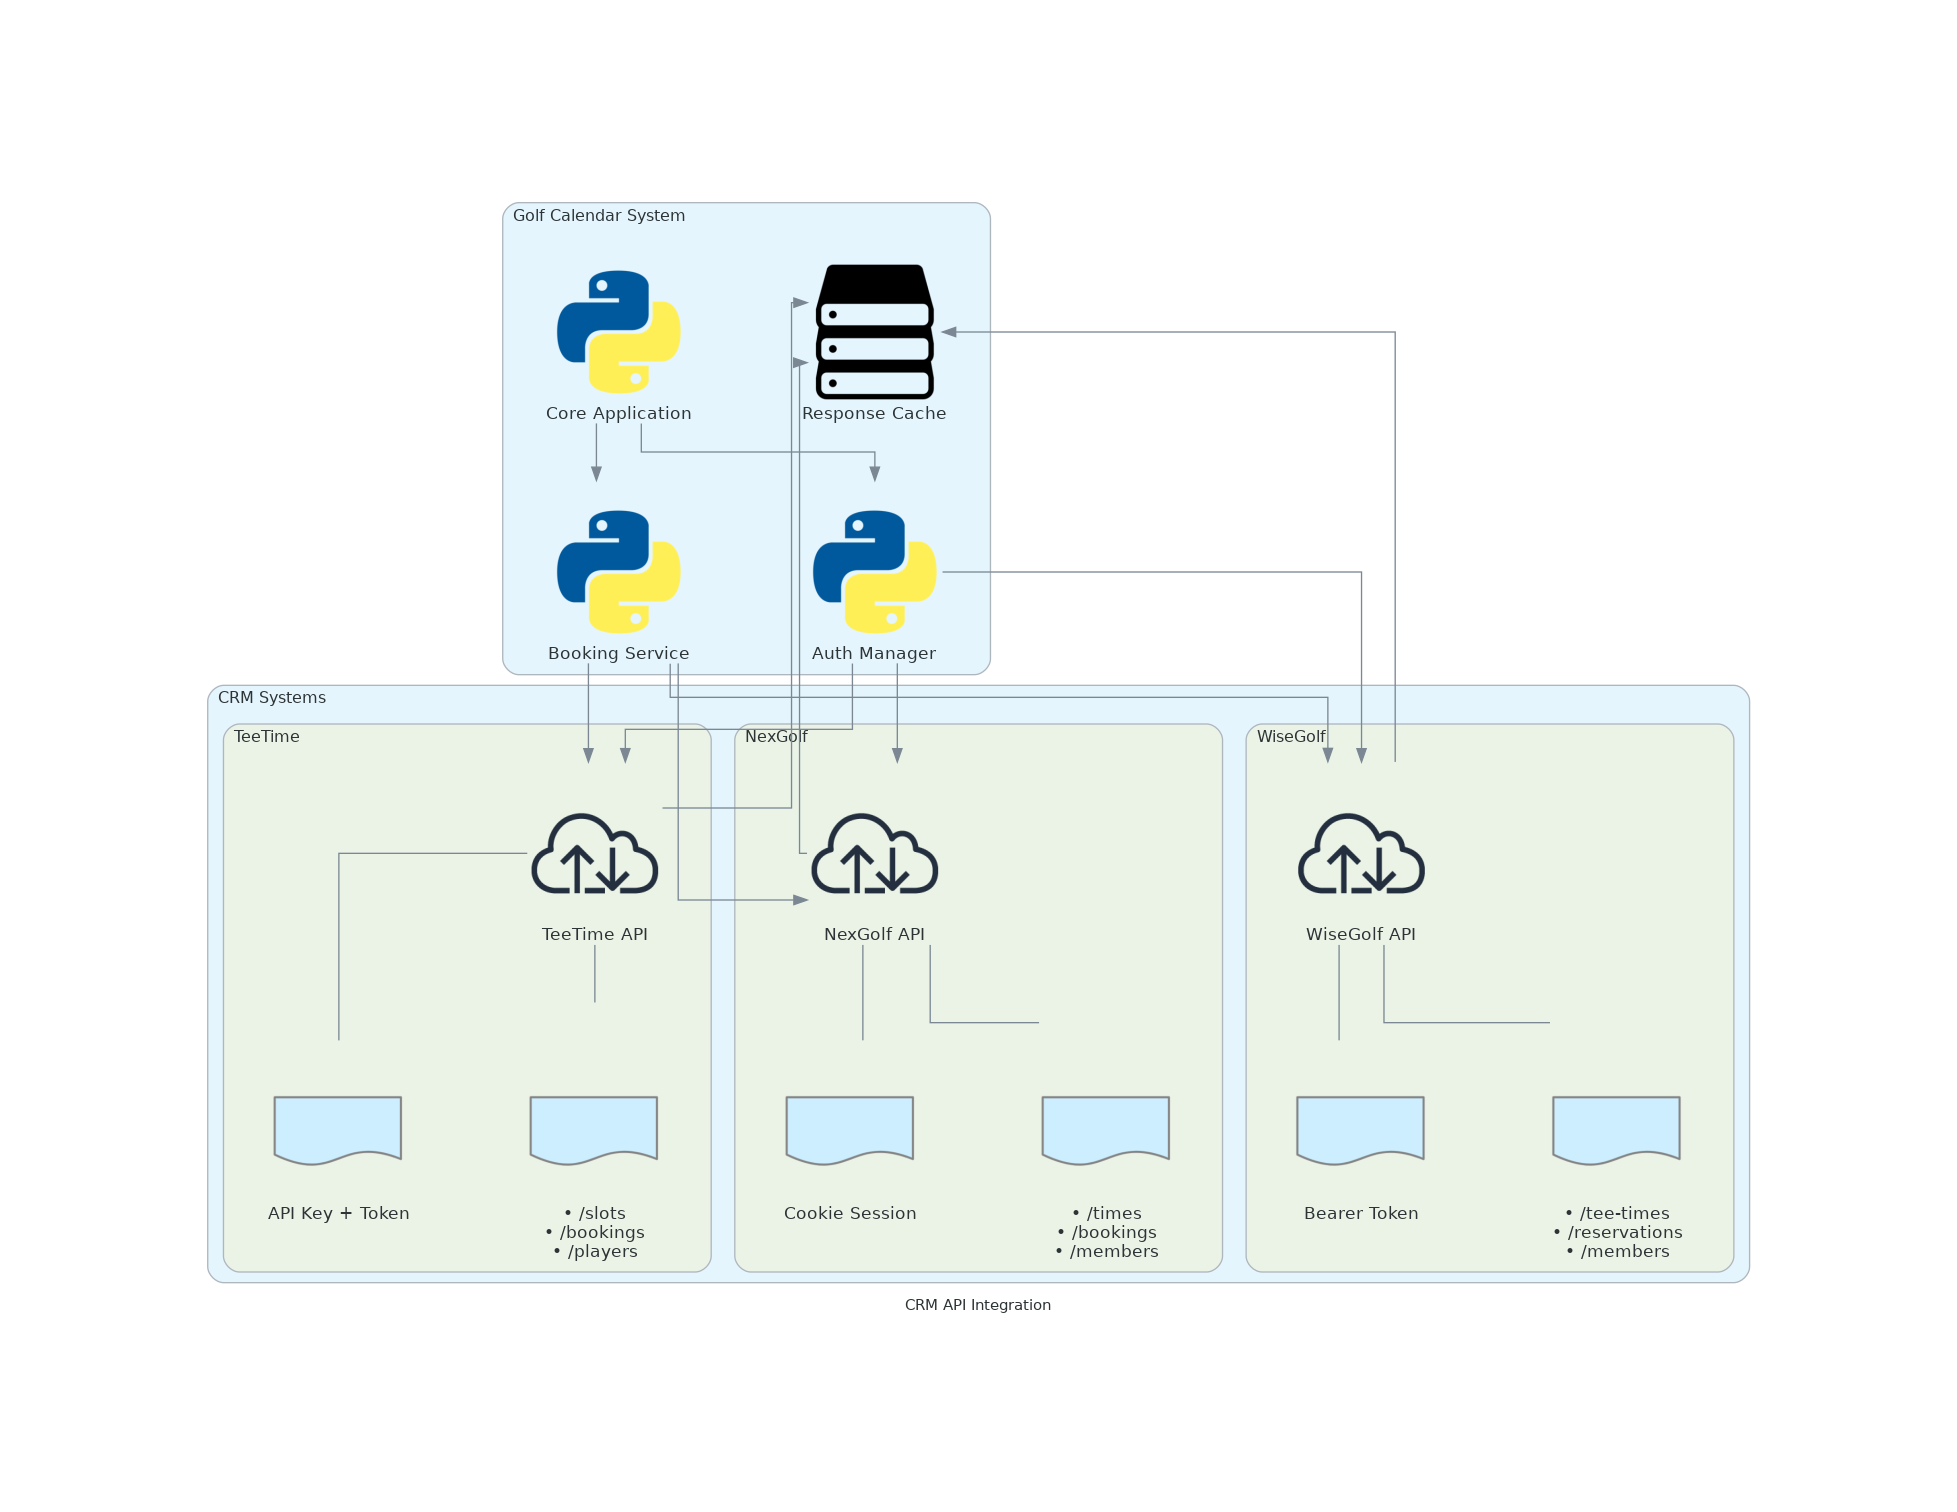 Golf Calendar System
Core Application
Response Cache
Booking Service
Auth Manager
CRM Systems
TeeTime
NexGolf
WiseGolf
TeeTime API
NexGolf API
WiseGolf API
API Key + Token
• /slots
• /bookings
• /players
Cookie Session
• /times
• /bookings
• /members
Bearer Token
• /tee-times
• /reservations
• /members
CRM API Integration